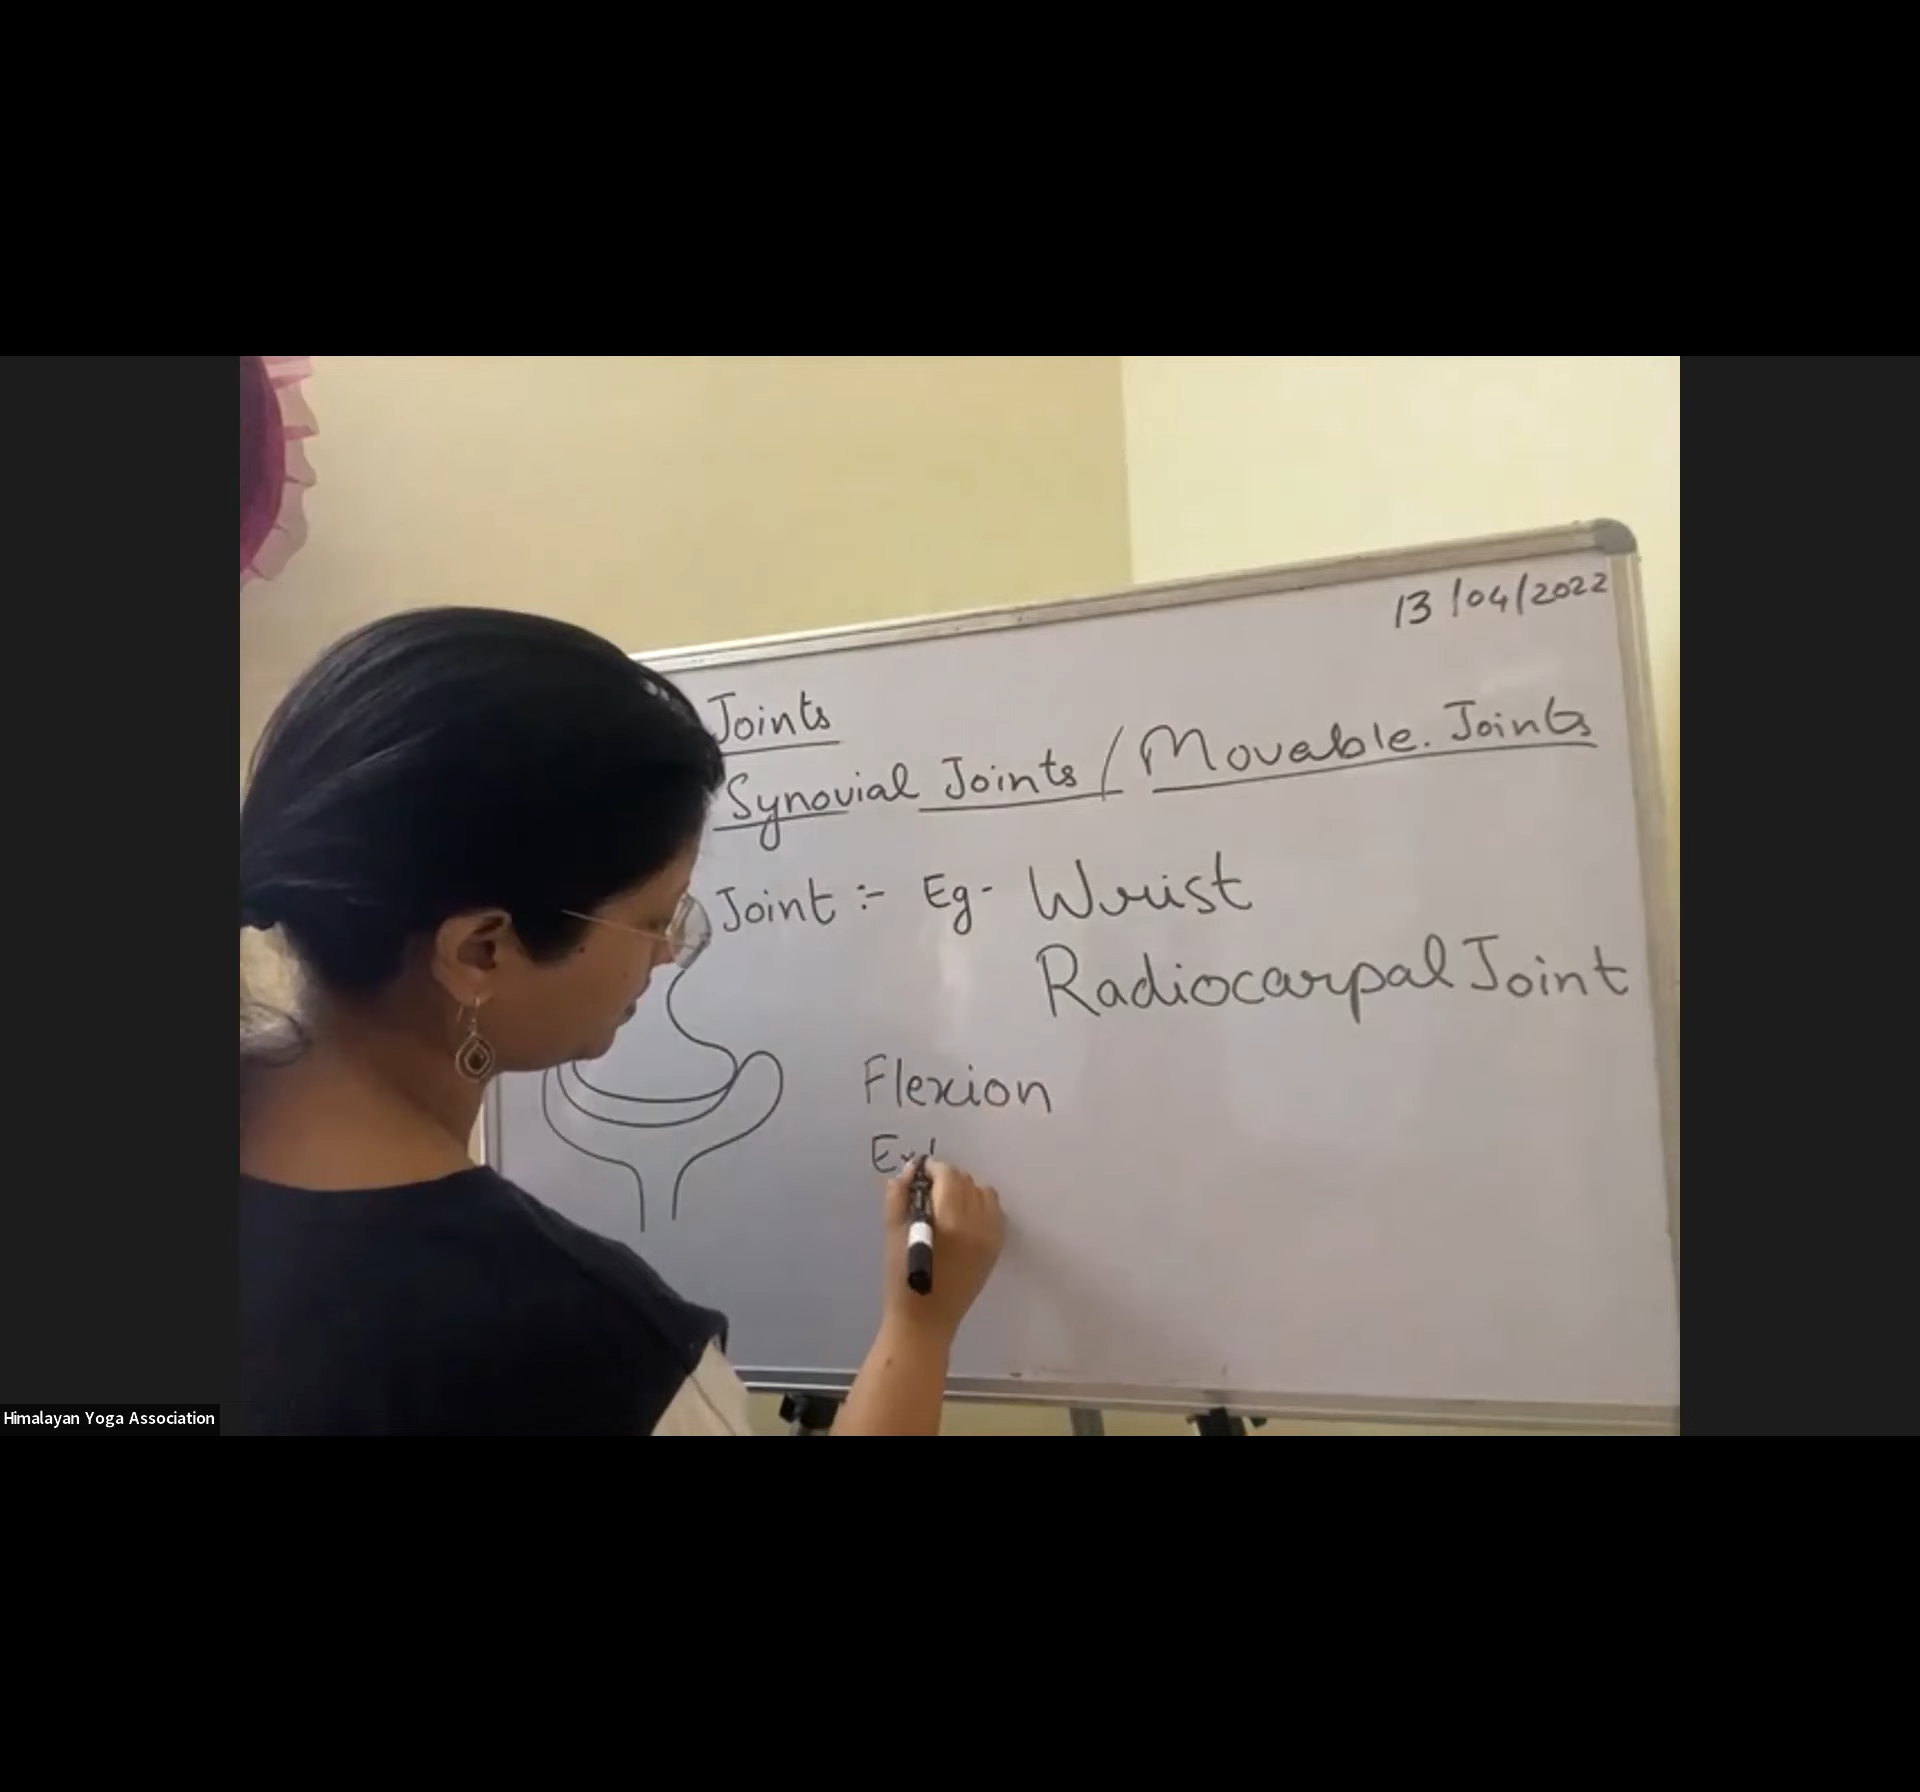 13/04/2022
Joints
Synovial Joints / Movable. Joints
Joint :- Eg- Wrist
Radiocarpal Joint
Flexion
Himalayan Yoga Association